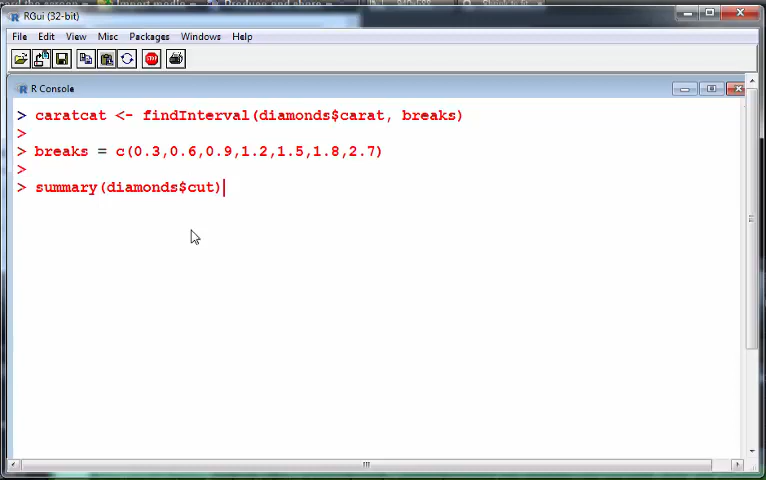 RGui (32-bit)
File Edit View Misc Packages Windows Help
STOP
R Console
> caratcat <- findInterval(diamonds$carat, breaks)
>
> breaks = c(0.3,0.6,0.9,1.2,1.5,1.8,2.7)
>
> summary(diamonds$cut)